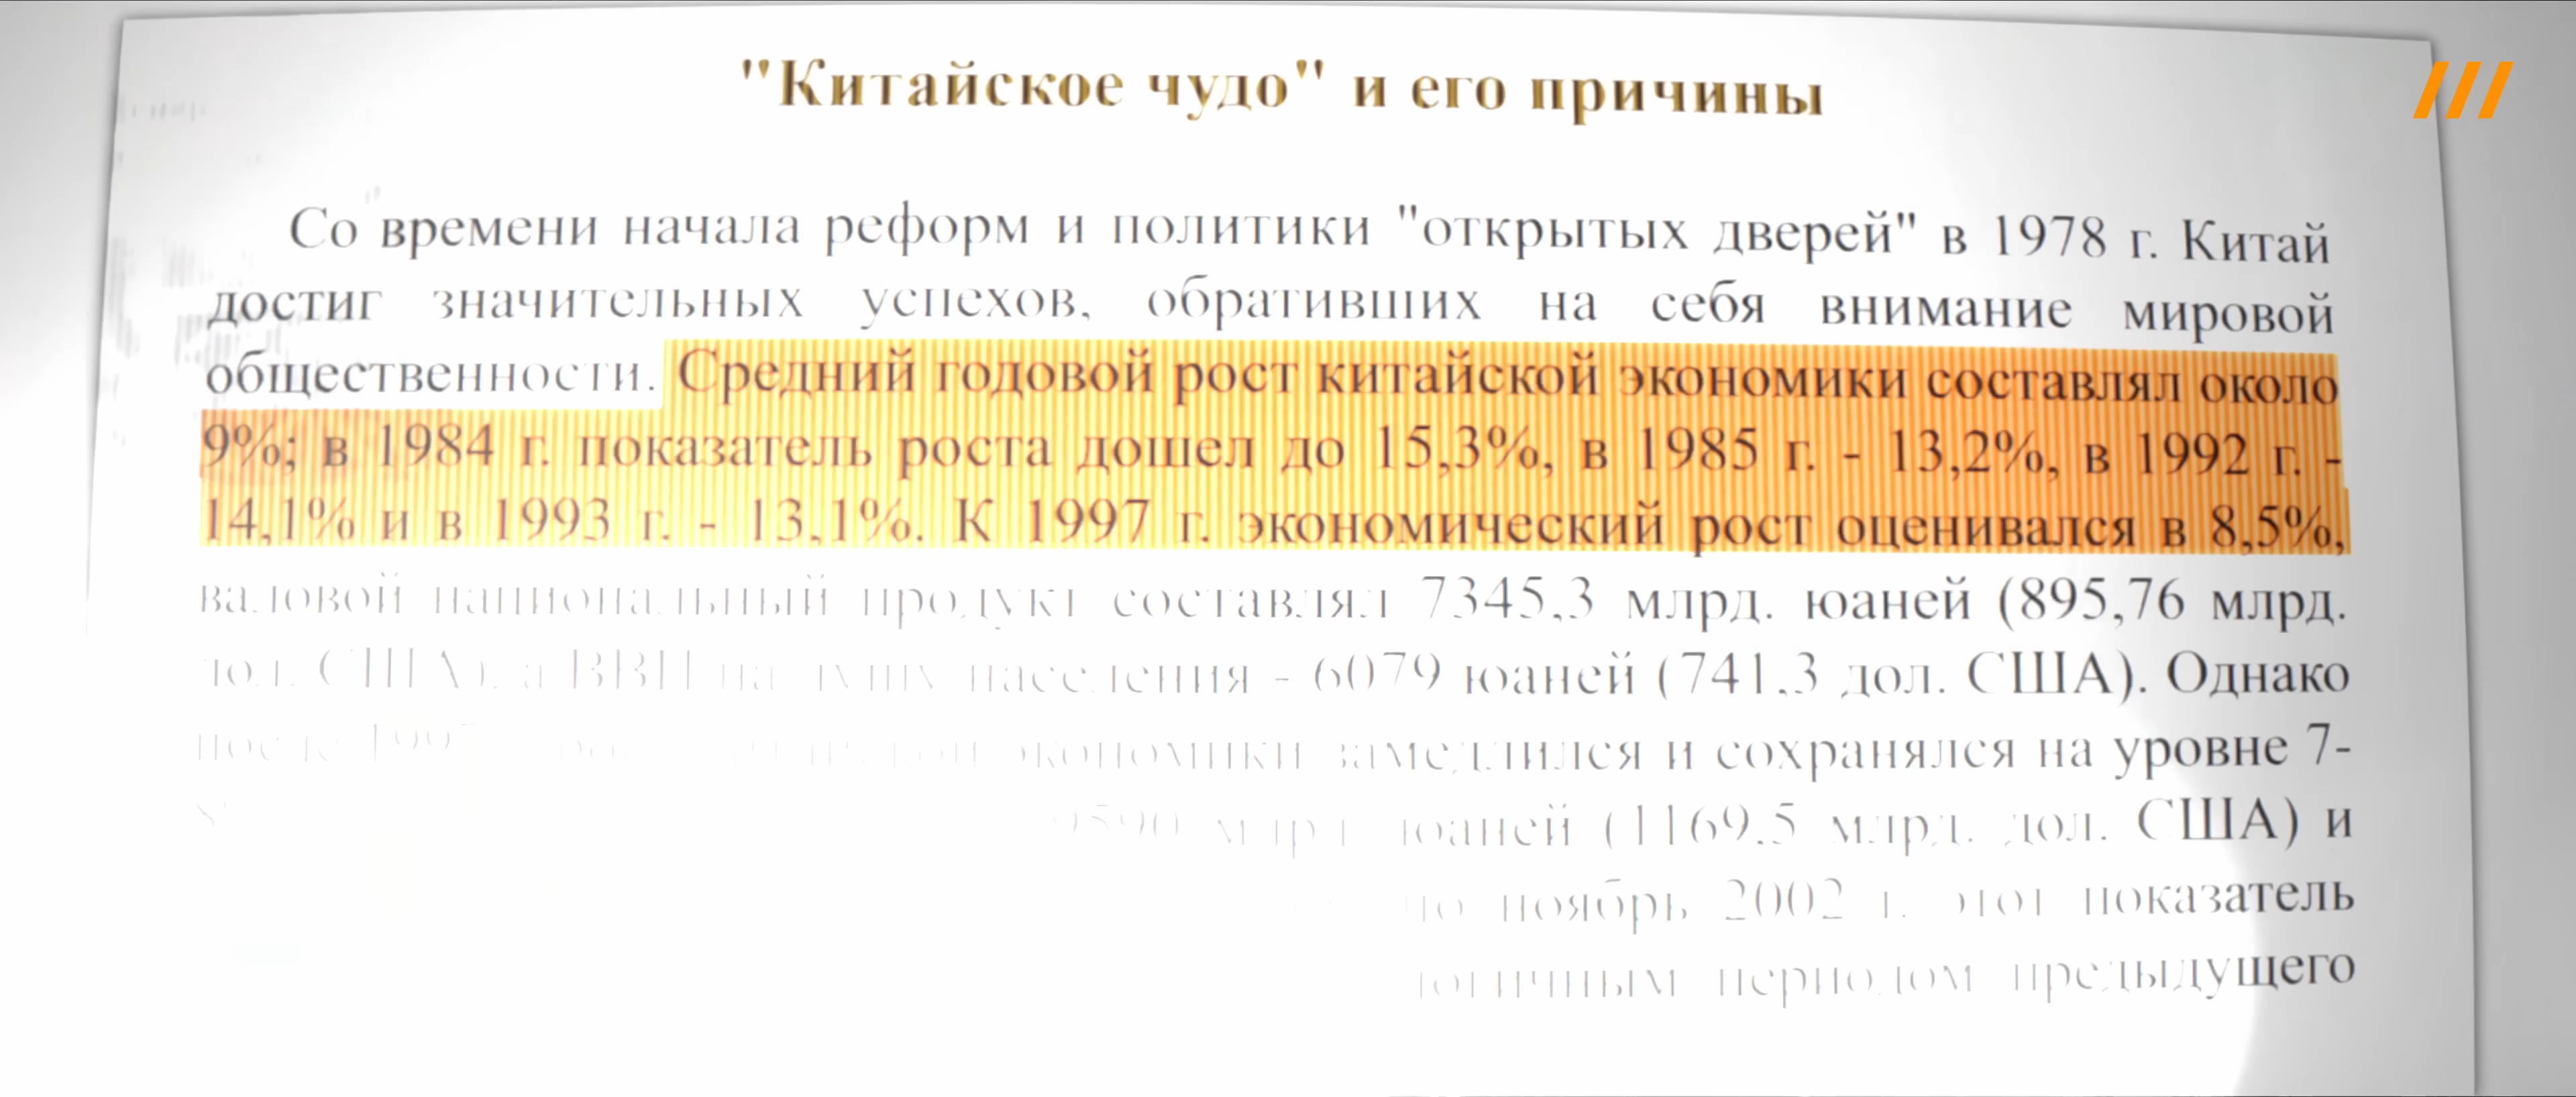 "Китайское чудо" и его причины
Со времени начала реформ и политики "открытых дверей" в 1978 г. Китай
достиг значительных успехов, обративших на себя внимание мировой
общественности. Средний годовой рост китайской экономики составлял около
9%; в 1984 г. показатель роста дошел до 15,3%, в 1985 г. - 13,2%, в 1992 г. -
14,1% и в 1993 г. - 13,1%. К 1997 г. экономический рост оценивался в 8,5%,
валовой национальный продукт составлял 7345,3 млрд. юаней (895,76 млрд.
дол. США), а ВВП на душу населения - 6079 юаней (741,3 дол. США). Однако
после экономики замедлился и сохранялся на уровне 7-
млрд. юаней (1169,5 млрд. дол. США) и
по ноябрь 2002 г. этот показатель
периодом предыдущего